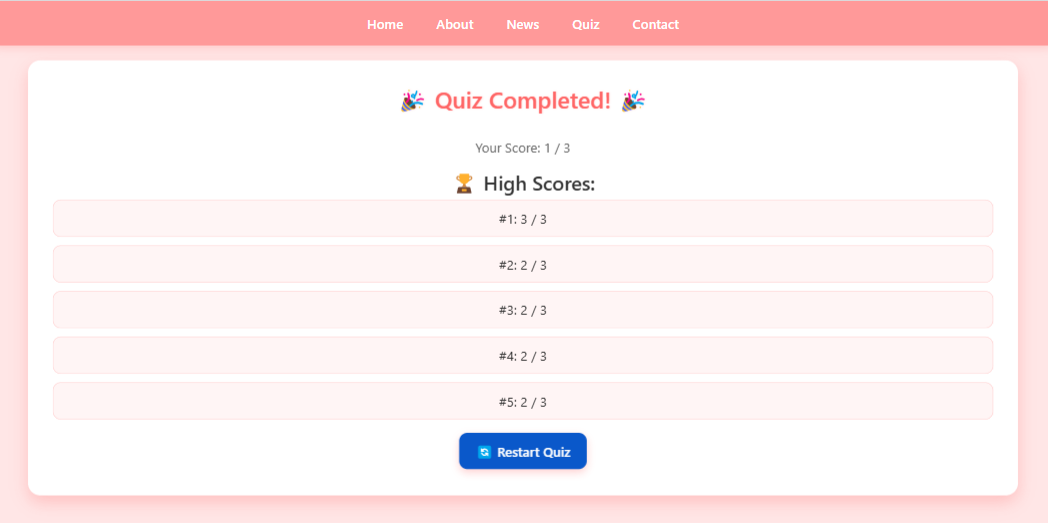 Home About News Quiz Contact
🎉 Quiz Completed! 🎉
Your Score: 1 / 3
🏆 High Scores:
#1: 3 / 3
#2: 2 / 3
#3: 2 / 3
#4: 2 / 3
#5: 2 / 3
🔄 Restart Quiz